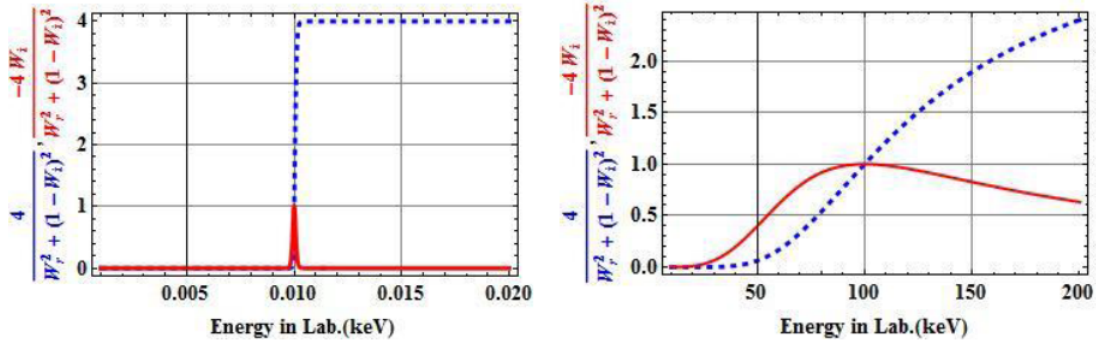 4 / (W_r^2 + (1 − W_i)^2) , −4 W_i / (W_r^2 + (1 − W_i)^2)
4
3
2
1
0
0.005 0.010 0.015 0.020
Energy in Lab.(keV)
4 / (W_r^2 + (1 − W_i)^2) , −4 W_i / (W_r^2 + (1 − W_i)^2)
2.0
1.5
1.0
0.5
0.0
50 100 150 200
Energy in Lab.(keV)